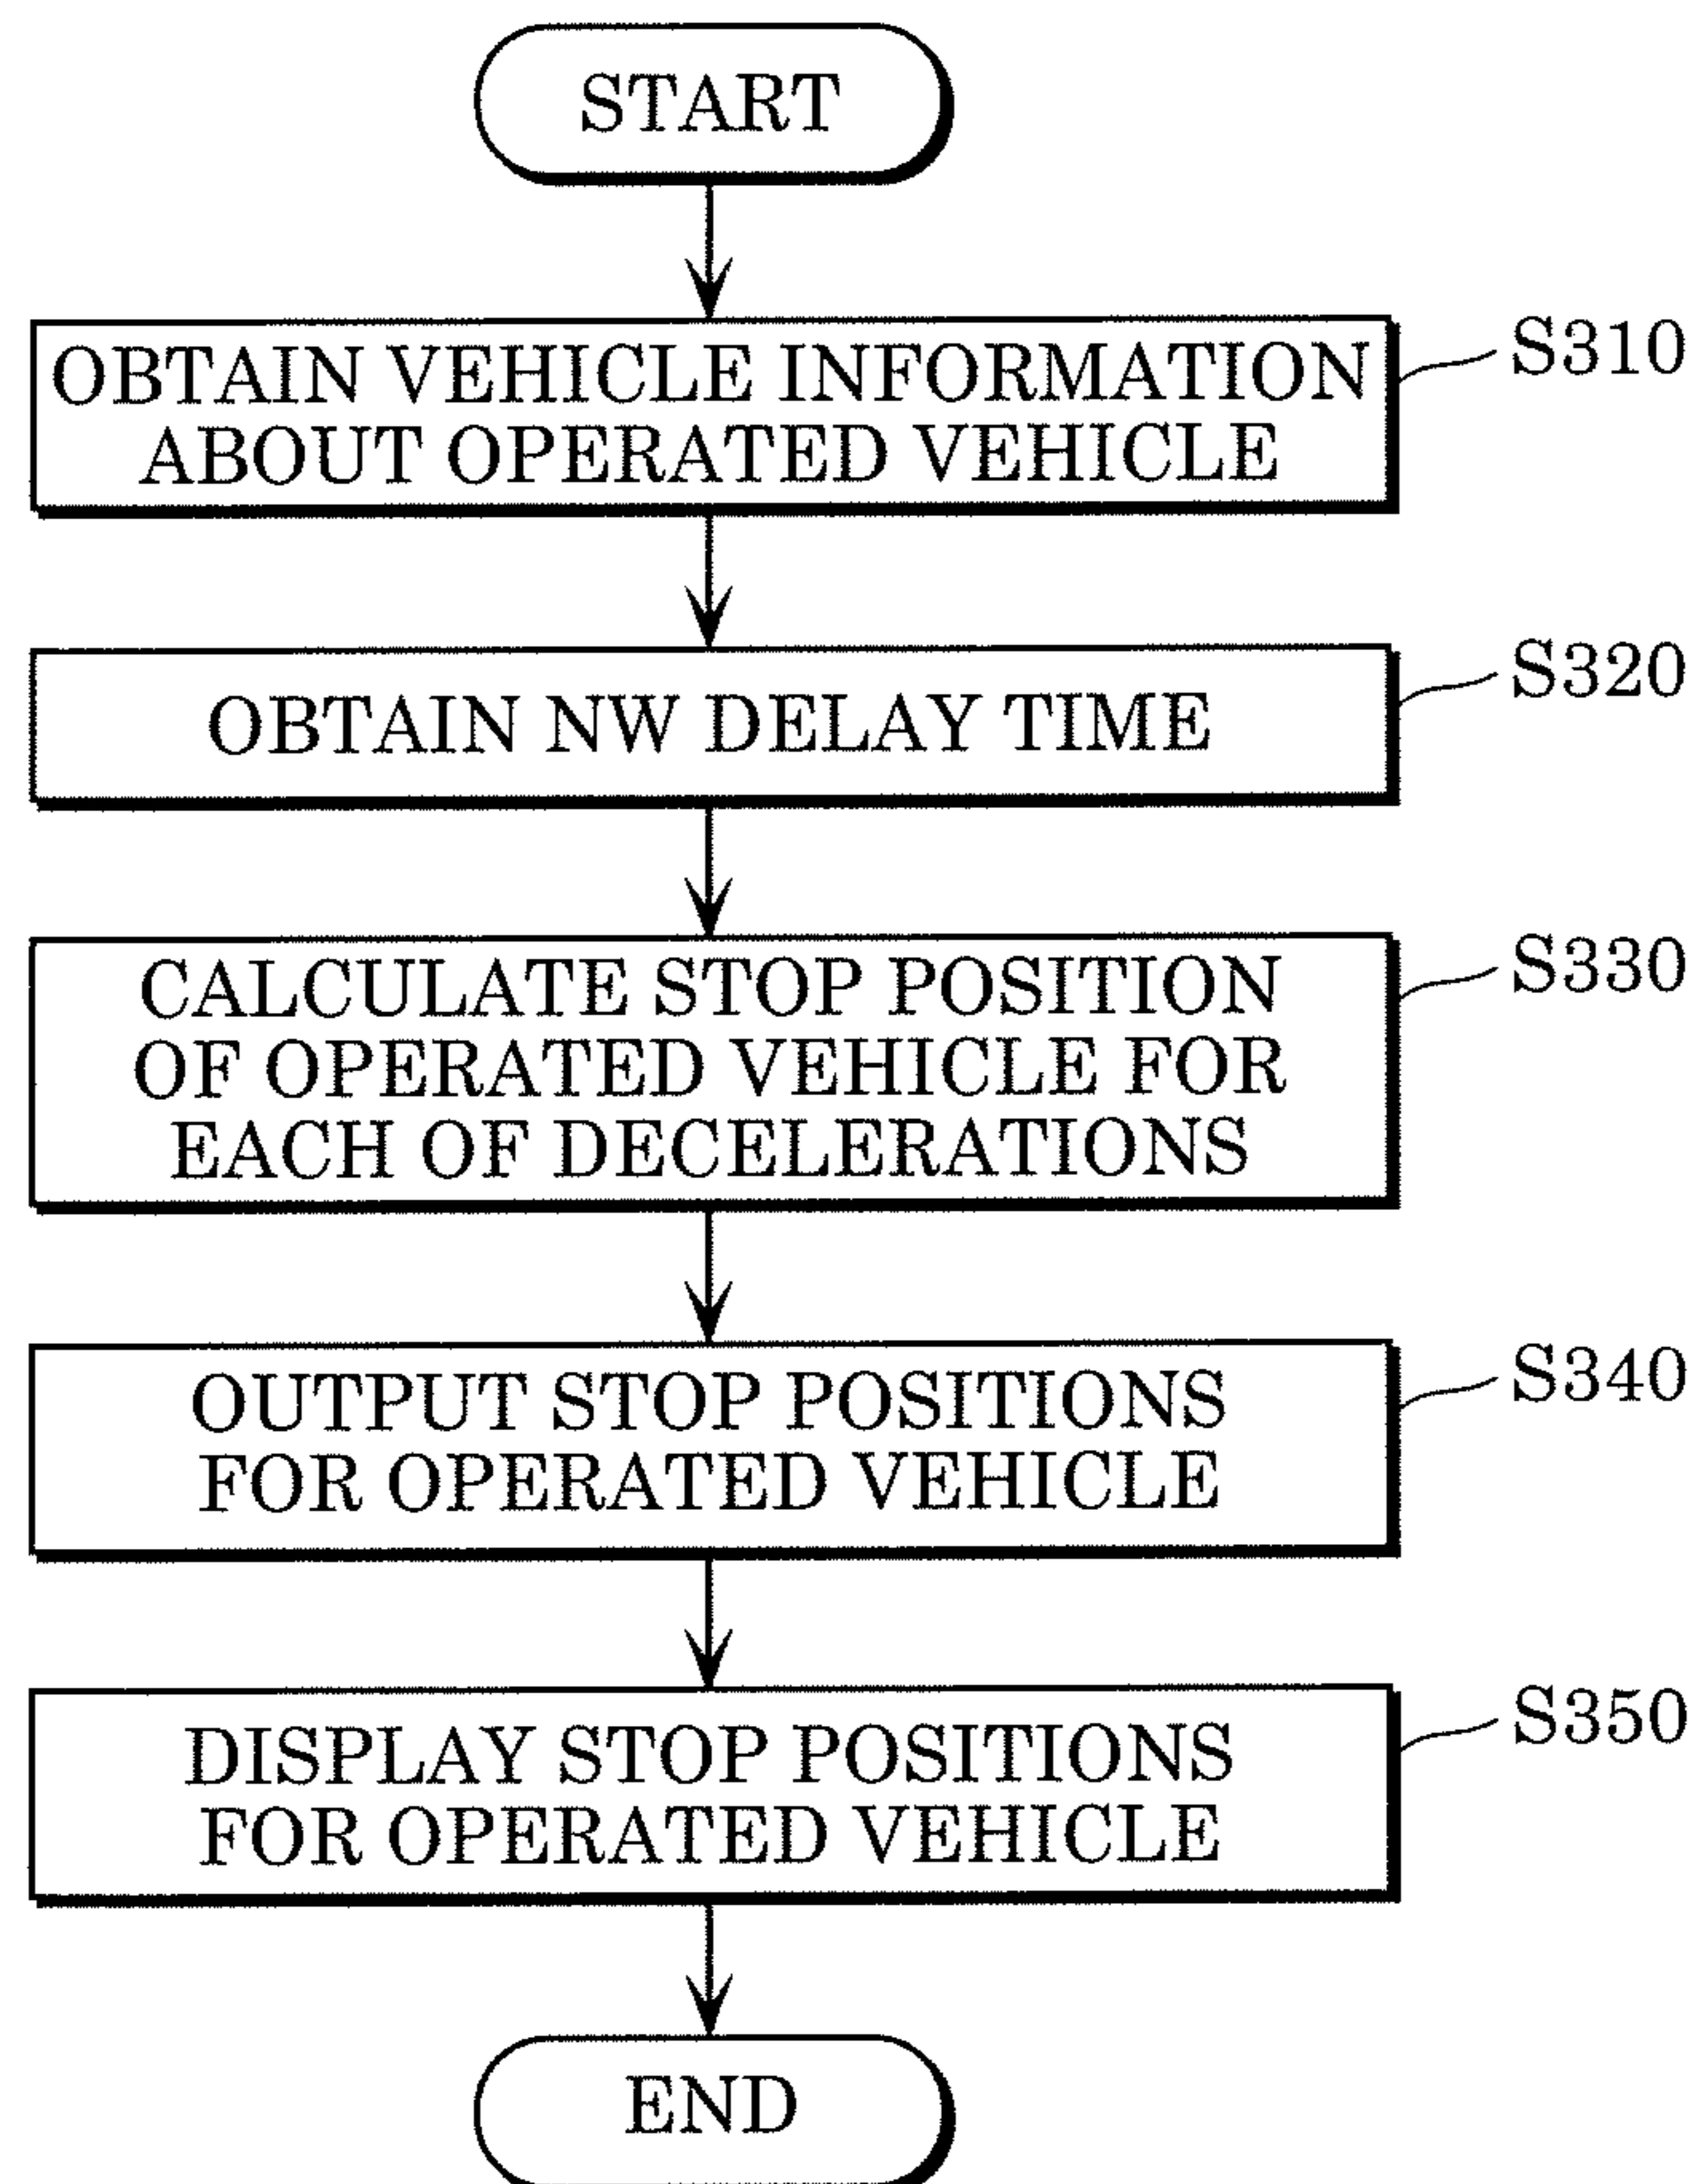 START
OBTAIN VEHICLE INFORMATION
ABOUT OPERATED VEHICLE
S310
OBTAIN NW DELAY TIME
S320
CALCULATE STOP POSITION
OF OPERATED VEHICLE FOR
EACH OF DECELERATIONS
S330
OUTPUT STOP POSITIONS
FOR OPERATED VEHICLE
S340
DISPLAY STOP POSITIONS
FOR OPERATED VEHICLE
S350
END